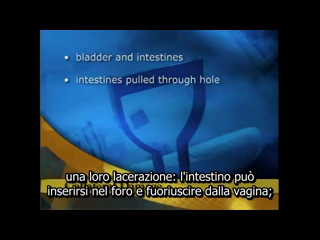 bladder and intestines
intestines pulled through hole
una loro lacerazione: l'intestino può
inserirsi nel foro e fuoriuscire dalla vagina;